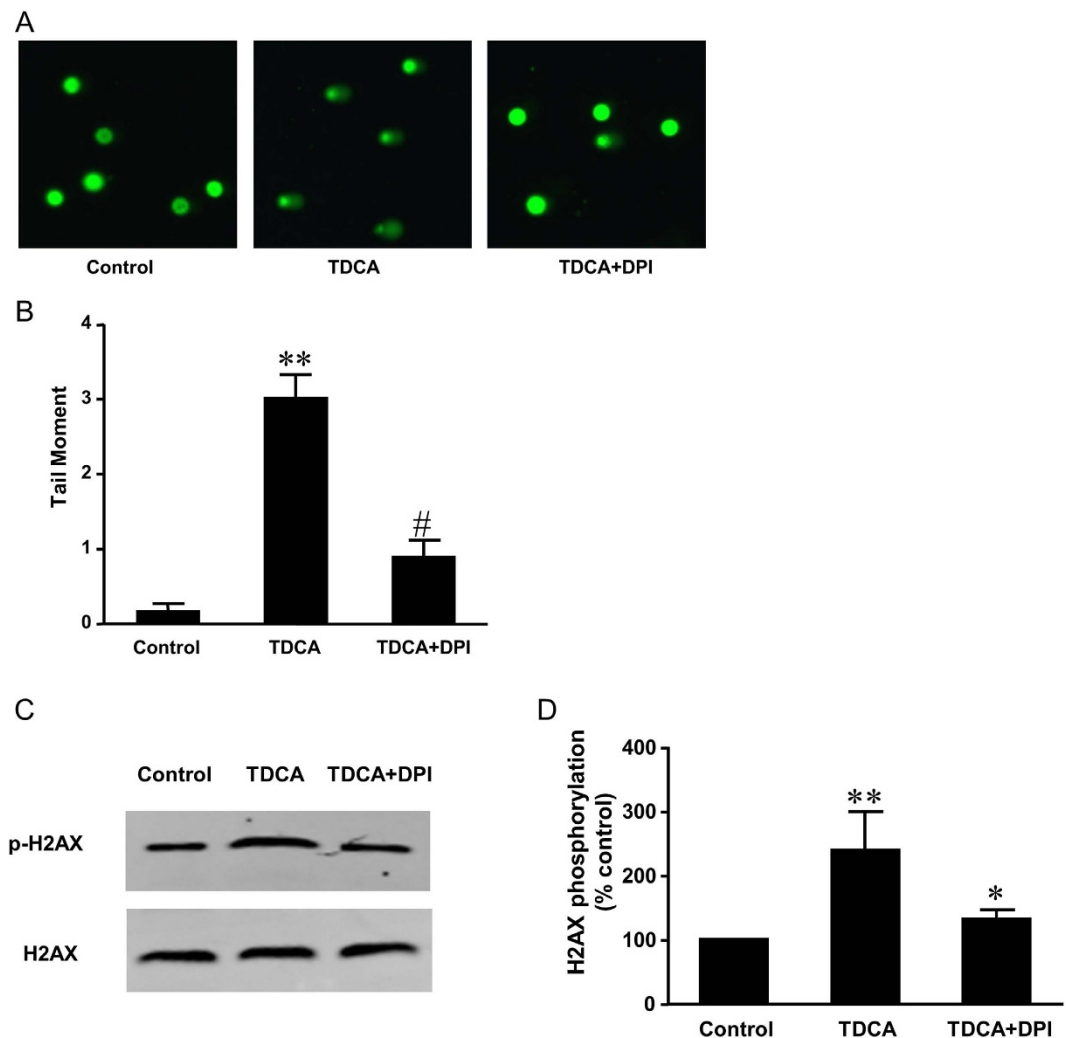 A
Control TDCA TDCA+DPI
B
Tail Moment
4
3
2
1
0
**
#
Control TDCA TDCA+DPI
C
Control TDCA TDCA+DPI
p-H2AX
H2AX
D
H2AX phosphorylation
(% control)
400
300
200
100
0
**
*
Control TDCA TDCA+DPI